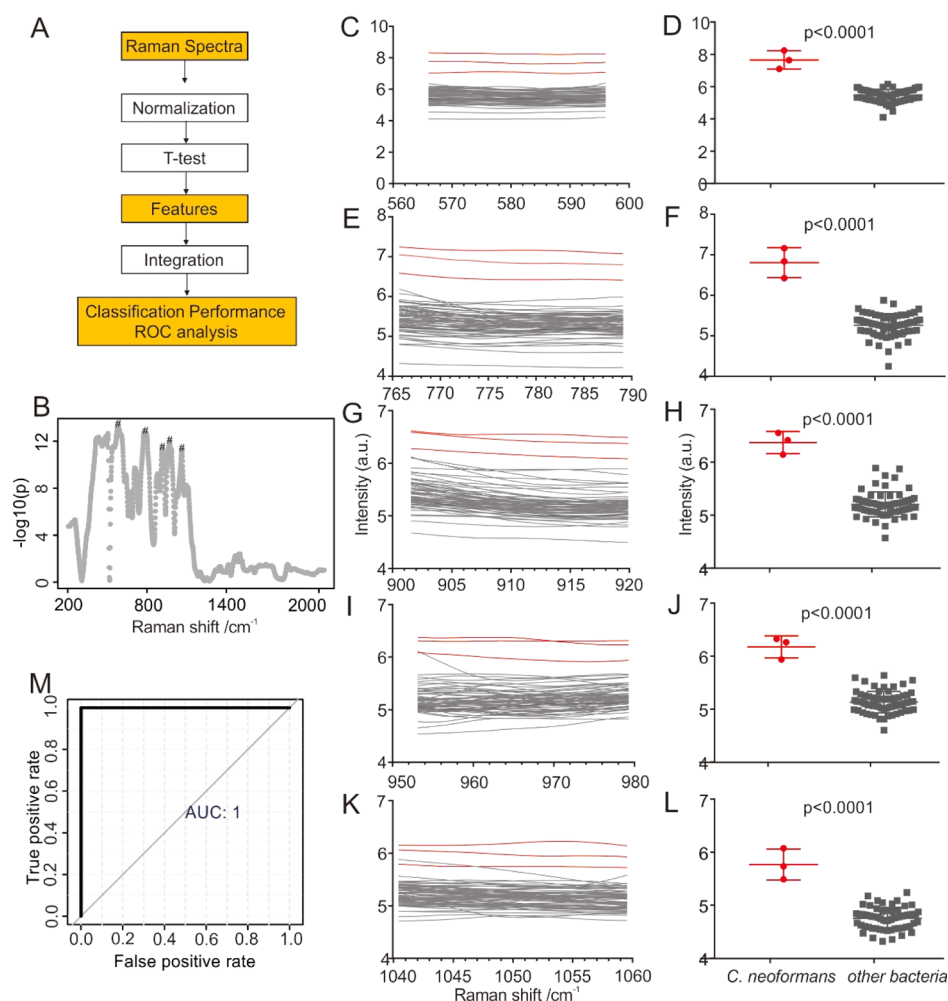 A
Raman Spectra
Normalization
T-test
Features
Integration
Classification Performance
ROC analysis
B
#
#
#
#
#
12
8
4
0
-log10(p)
200
800
1400
2000
Raman shift /cm-1
M
1.0
0.8
0.6
0.4
0.2
0.0
True positive rate
AUC: 1
0.0
0.2
0.4
0.6
0.8
1.0
False positive rate
C
10
8
6
4
2
0
560
570
580
590
600
D
p<0.0001
10
8
6
4
2
0
E
8
7
6
5
4
765
770
775
780
785
790
F
p<0.0001
8
7
6
5
4
G
7
6
5
4
Intensity (a.u.)
900
905
910
915
920
H
p<0.0001
7
6
5
4
Intensity (a.u.)
I
7
6
5
4
950
960
970
980
J
p<0.0001
7
6
5
4
K
7
6
5
4
1040
1045
1050
1055
1060
Raman shift /cm-1
L
p<0.0001
7
6
5
4
C. neoformans
other bacteria